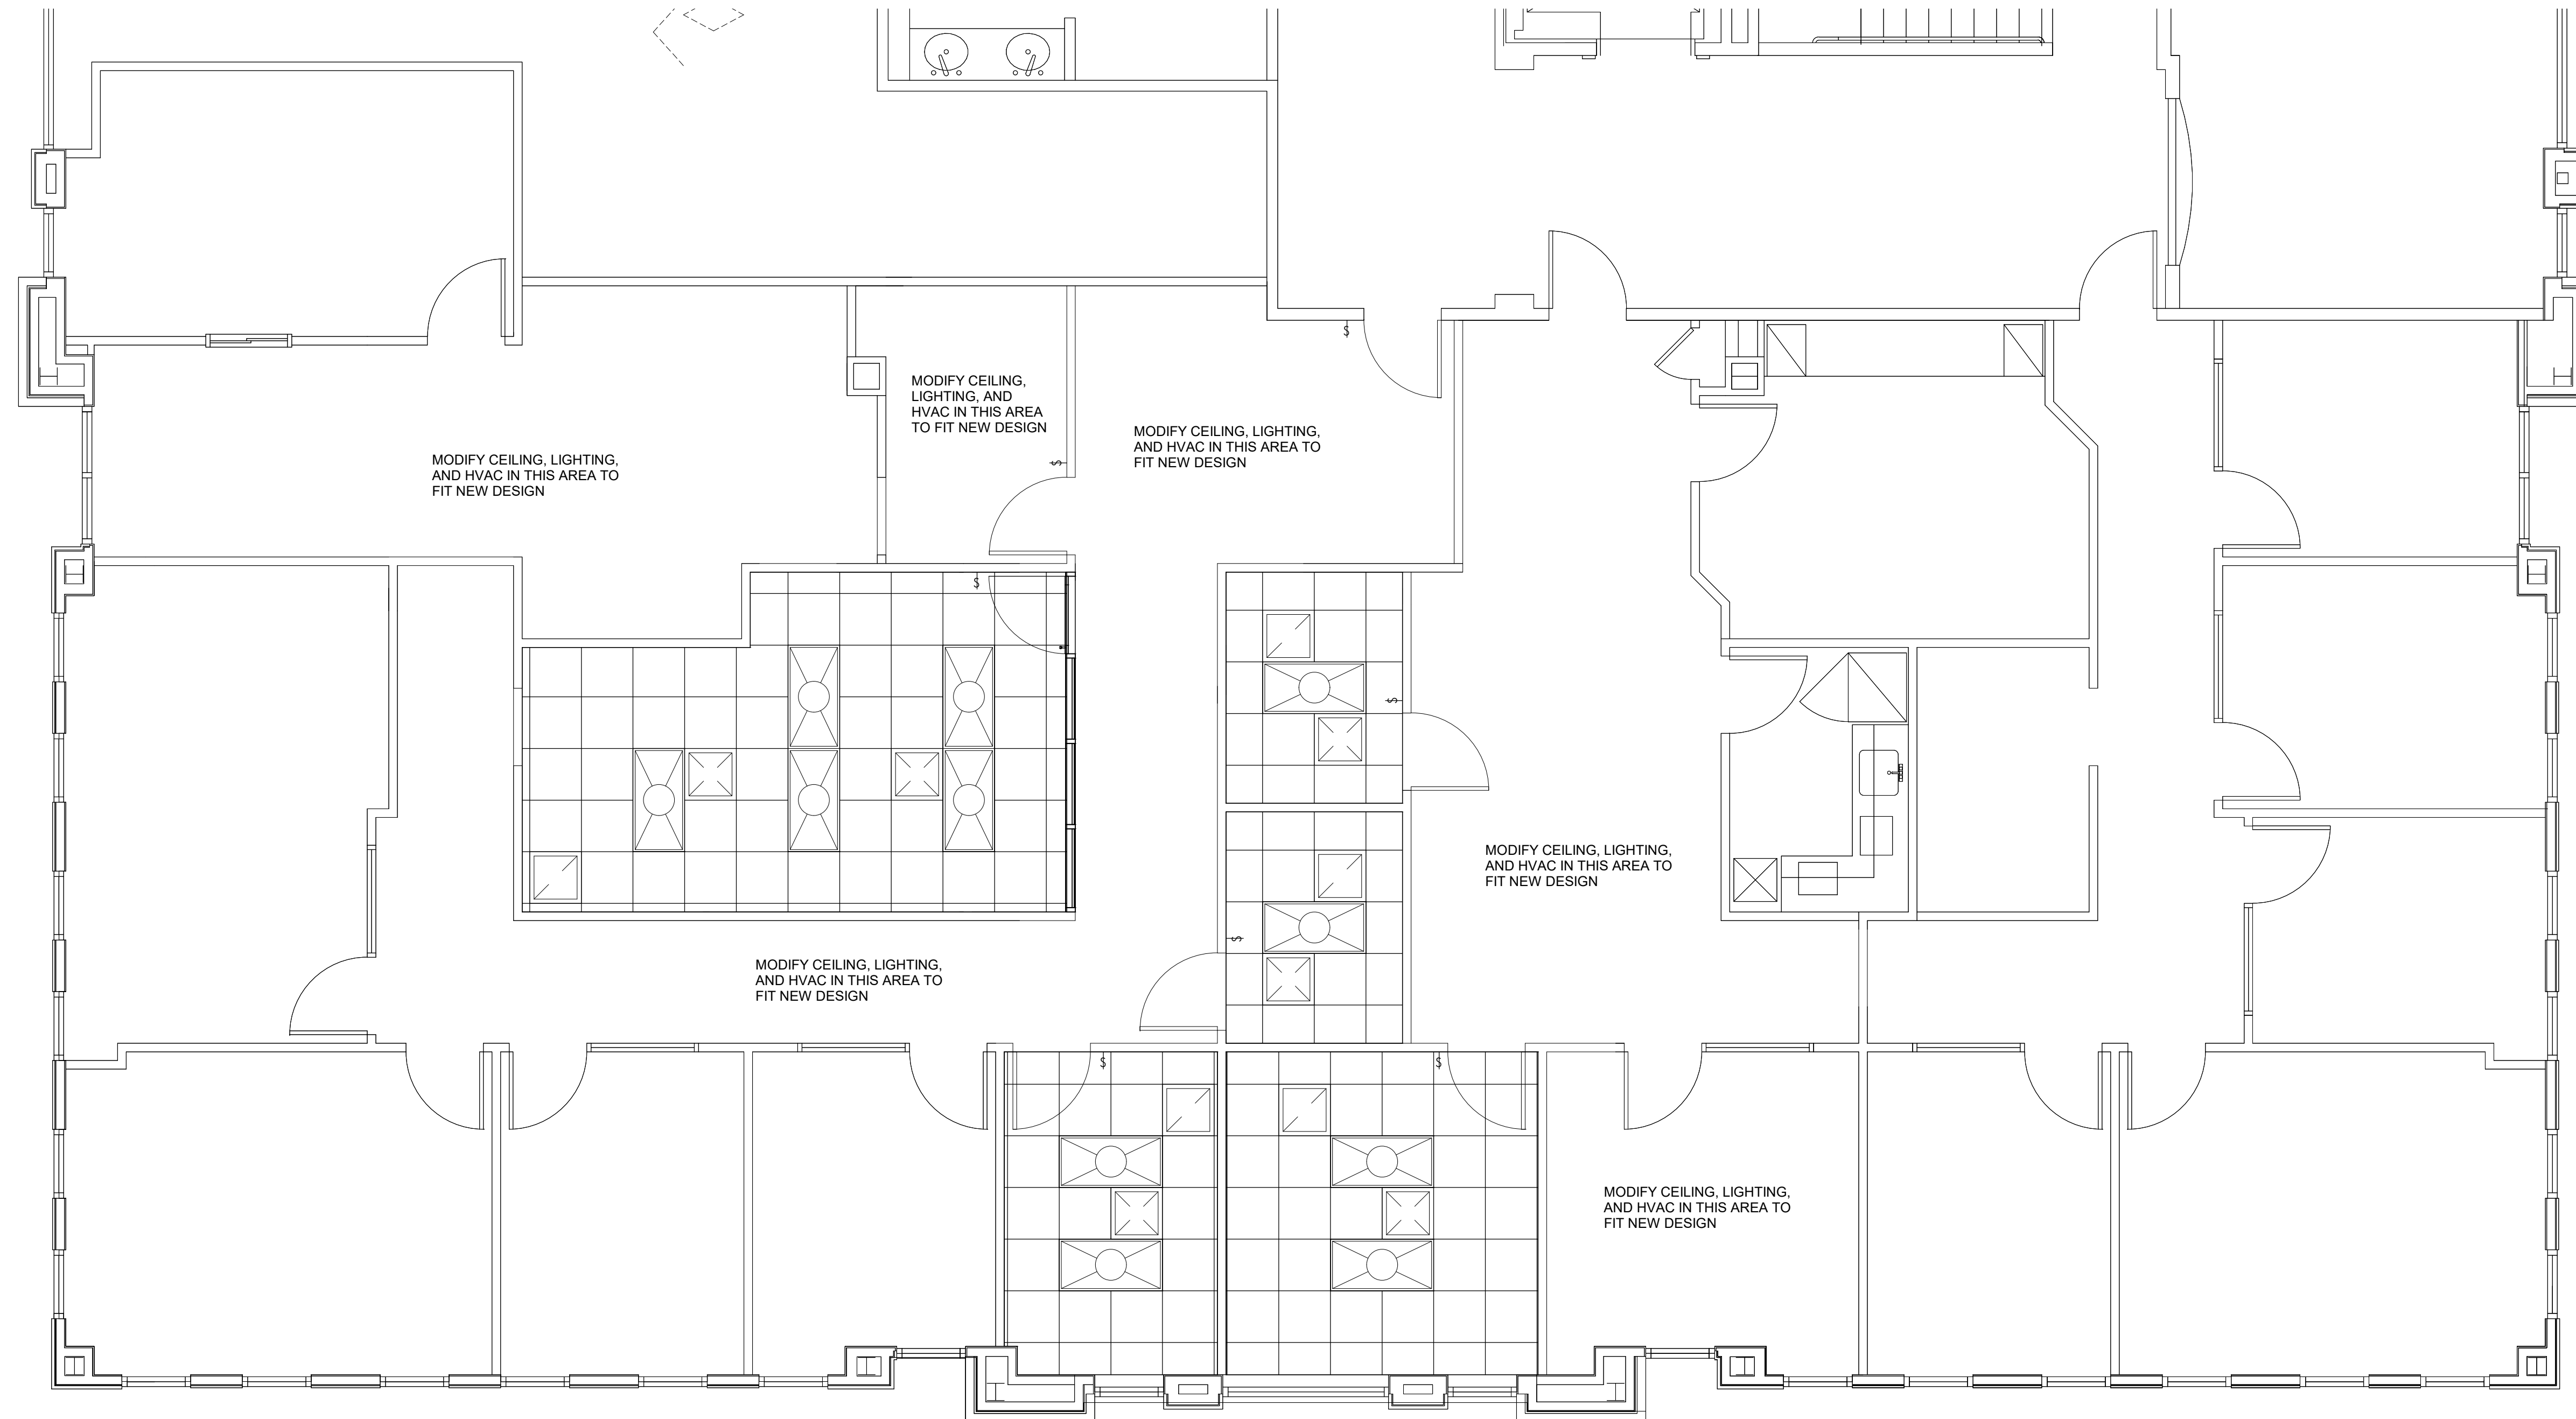 MODIFY CEILING,
LIGHTING, AND
HVAC IN THIS AREA
TO FIT NEW DESIGN
MODIFY CEILING, LIGHTING,
AND HVAC IN THIS AREA TO
FIT NEW DESIGN
MODIFY CEILING, LIGHTING,
AND HVAC IN THIS AREA TO
FIT NEW DESIGN
MODIFY CEILING, LIGHTING,
AND HVAC IN THIS AREA TO
FIT NEW DESIGN
MODIFY CEILING, LIGHTING,
AND HVAC IN THIS AREA TO
FIT NEW DESIGN
MODIFY CEILING, LIGHTING,
AND HVAC IN THIS AREA TO
FIT NEW DESIGN
$
$
$
$
$
$
$